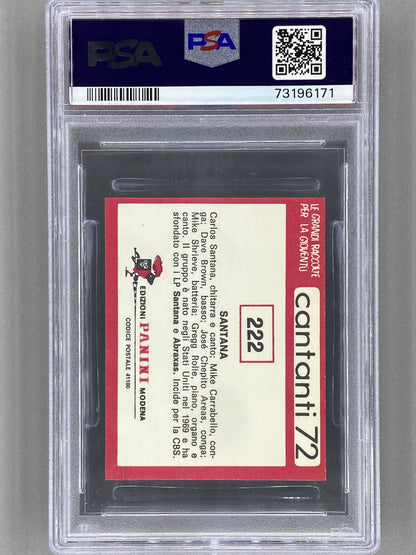 PSA
PSA
73196171
LE GRANDI RACCOLTE
PER LA GIOVENTU'
cantanti 72
222
SANTANA
Carlos Santana, chitarra e canto; Mike Carrabello, con-
ga; Dave Brown, basso; José Chepito Areas, conga;
Mike Shrieve, batteria; Gregg Rolie, piano, organo e
canto. Il gruppo è nato negli Stati Uniti nel 1969 e ha
sfondato con i LP Santana e Abraxas. Incide per la CBS.
EDIZIONI PANINI MODENA
CODICE POSTALE 41100